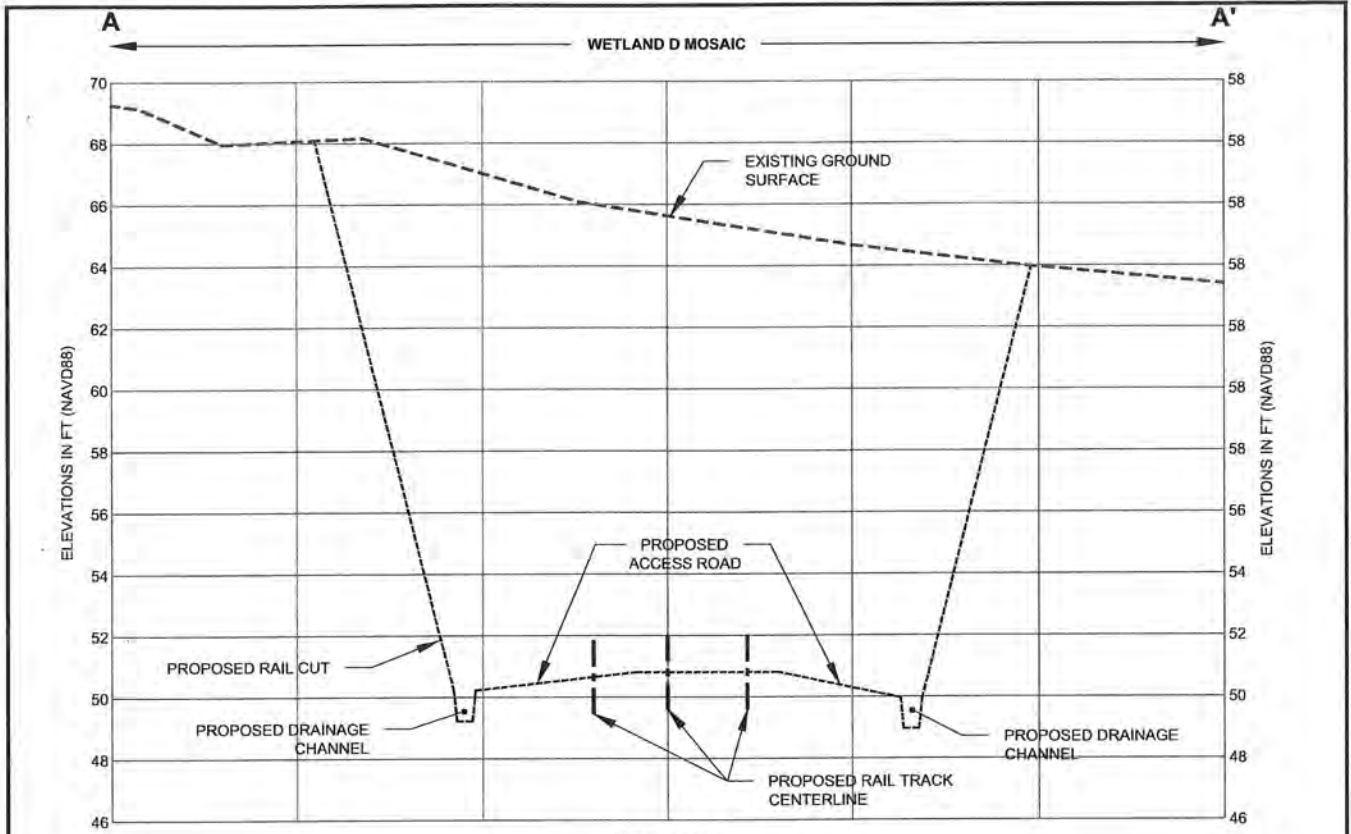 A
A'
WETLAND D MOSAIC
70
68
66
64
62
60
58
56
54
52
50
48
46
58
58
58
58
58
58
58
56
54
52
50
48
46
ELEVATIONS IN FT (NAVD88)
ELEVATIONS IN FT (NAVD88)
EXISTING GROUND
SURFACE
PROPOSED
ACCESS ROAD
PROPOSED RAIL CUT
PROPOSED DRAINAGE
CHANNEL
PROPOSED DRAINAGE
CHANNEL
PROPOSED RAIL TRACK
CENTERLINE